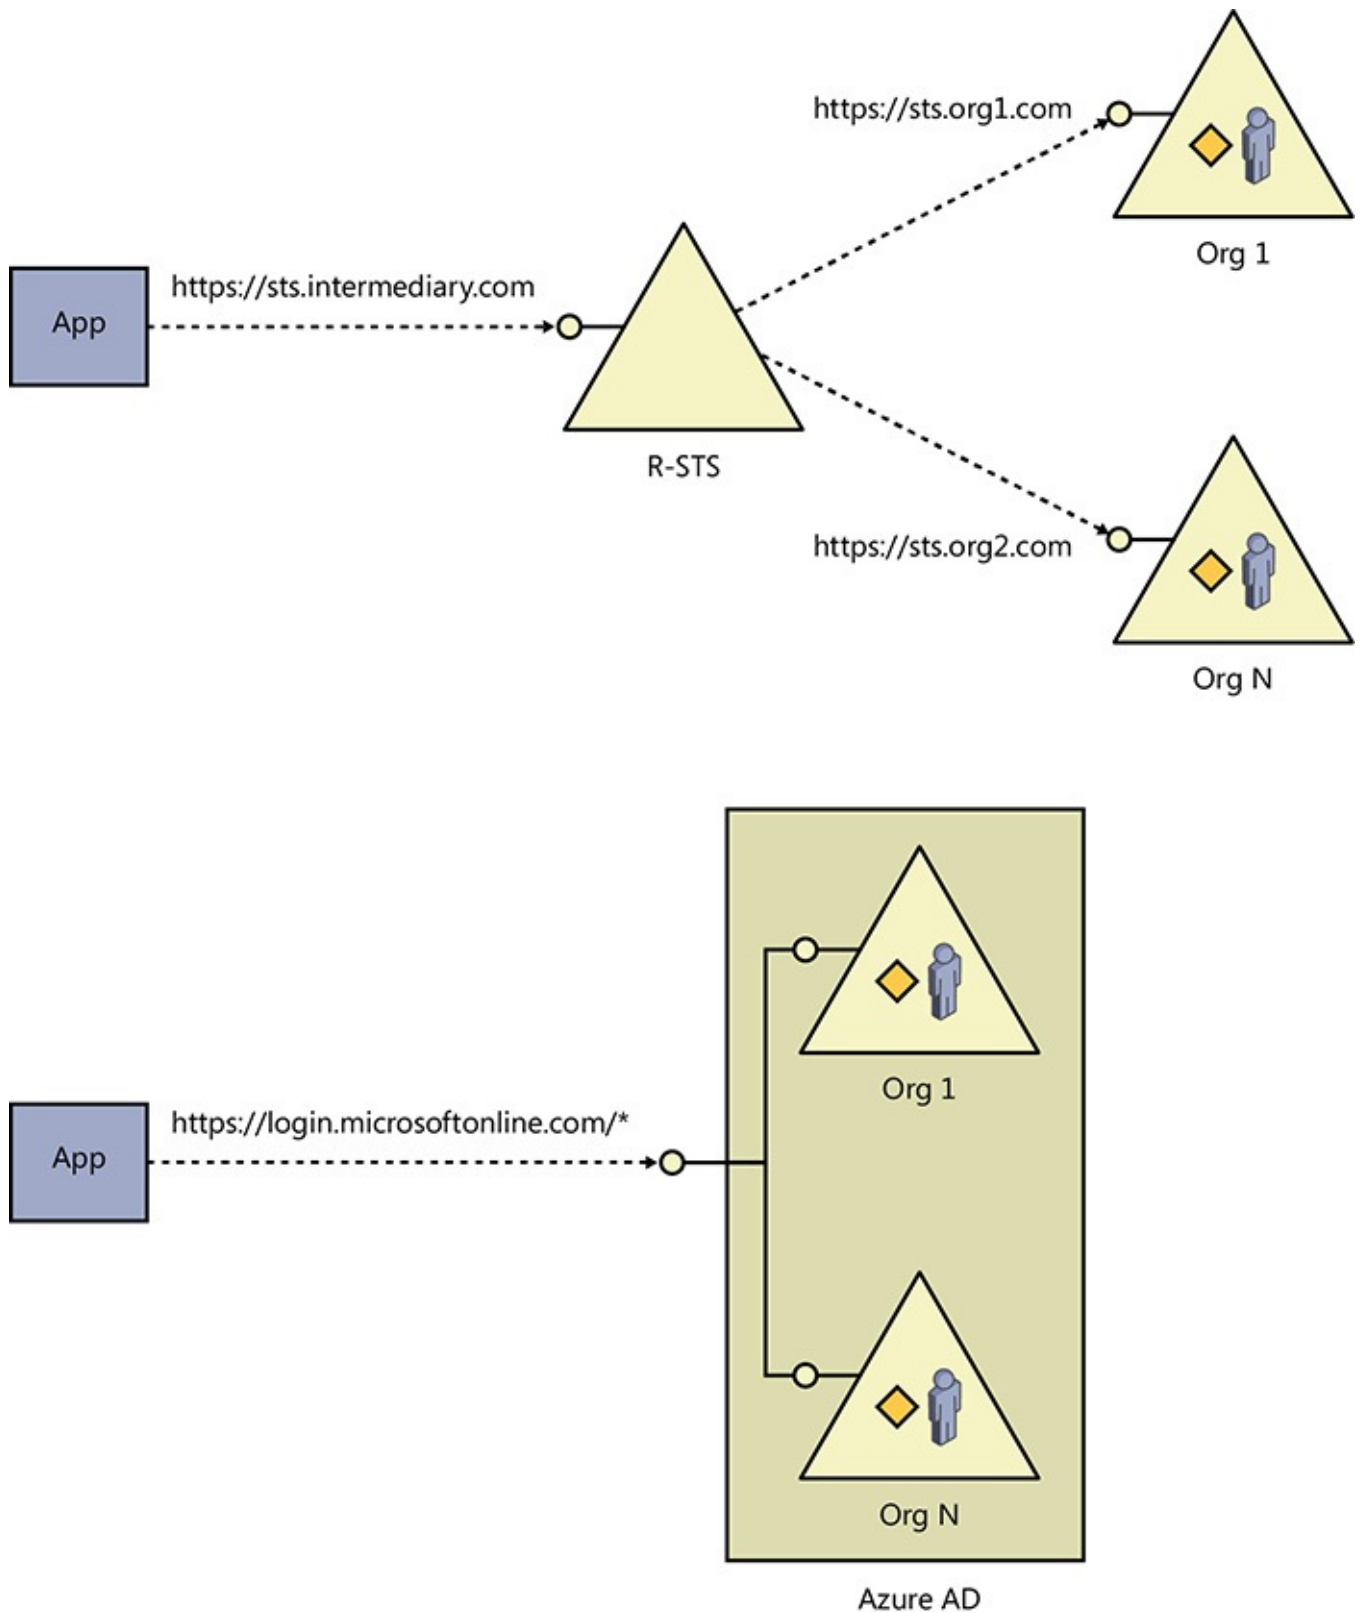 https://sts.org1.com
Org 1
https://sts.intermediary.com
App
R-STS
https://sts.org2.com
Org N
Org 1
https://login.microsoftonline.com/*
App
Org N
Azure AD